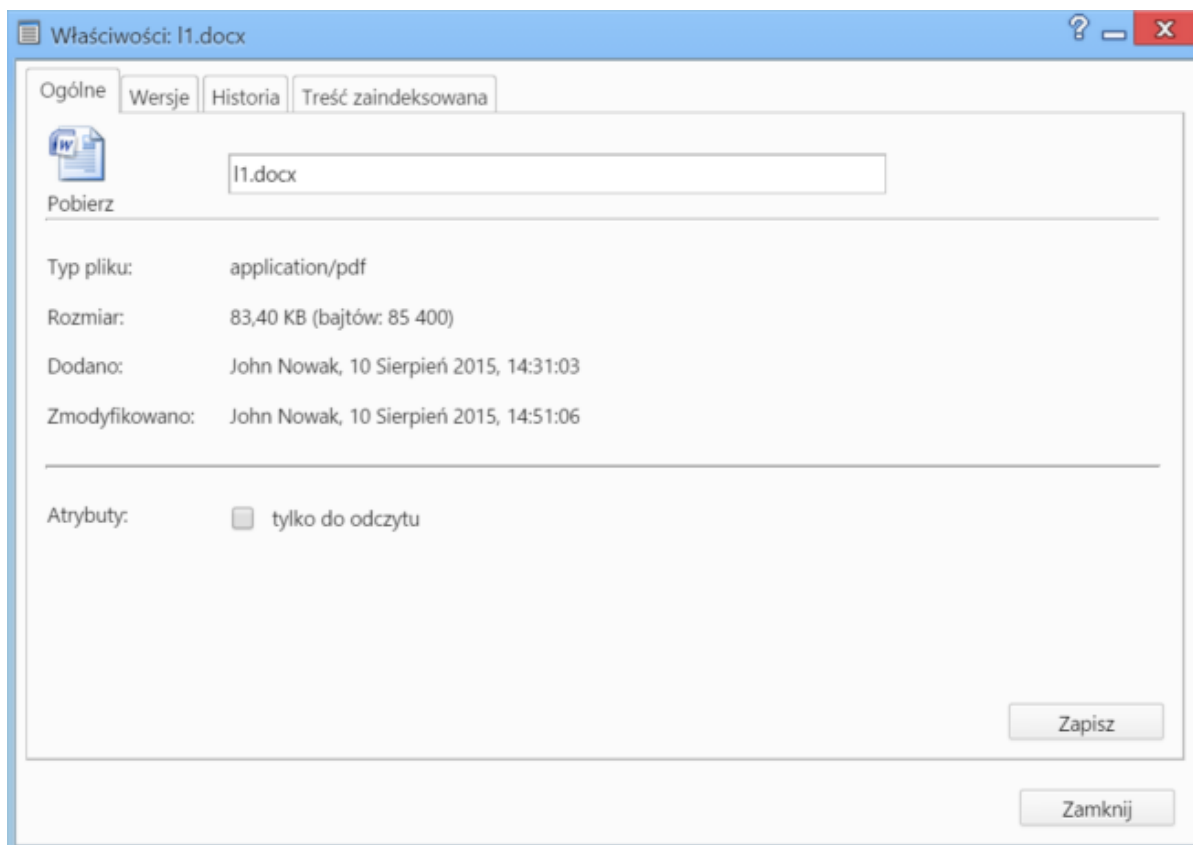 Właściwości: l1.docx
Ogólne Wersje Historia Treść zaindeksowana
l1.docx
Pobierz
Typ pliku: application/pdf
Rozmiar: 83,40 KB (bajtów: 85 400)
Dodano: John Nowak, 10 Sierpień 2015, 14:31:03
Zmodyfikowano: John Nowak, 10 Sierpień 2015, 14:51:06
Atrybuty: tylko do odczytu
Zapisz
Zamknij